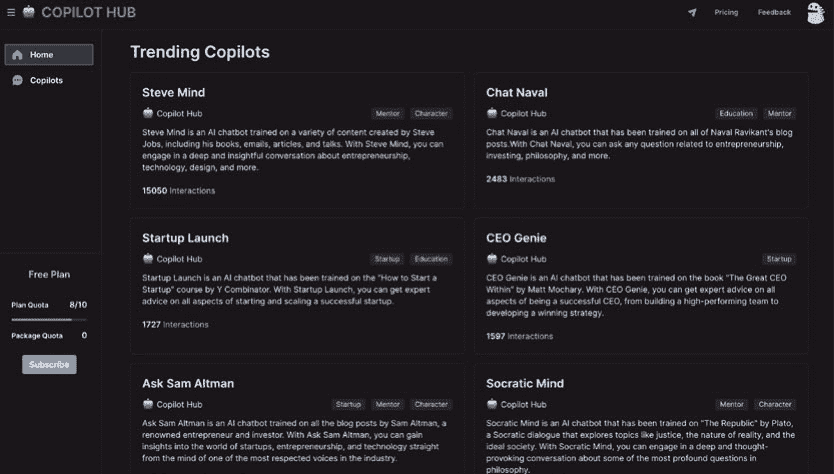 COPILOT HUB
Pricing
Feedback
Home
Copilots
Free Plan
Plan Quota 8/10
Package Quota 0
Subscribe
Trending Copilots
Steve Mind
Copilot Hub
Mentor
Character
Steve Mind is an AI chatbot trained on a variety of content created by Steve
Jobs, including his books, emails, articles, and talks. With Steve Mind, you can
engage in a deep and insightful conversation about entrepreneurship,
technology, design, and more.
15050 Interactions
Chat Naval
Copilot Hub
Education
Mentor
Chat Naval is an AI chatbot that has been trained on all of Naval Ravikant's blog
posts.With Chat Naval, you can ask any question related to entrepreneurship,
investing, philosophy, and more.
2483 Interactions
Startup Launch
Copilot Hub
Startup
Education
Startup Launch is an AI chatbot that has been trained on the "How to Start a
Startup" course by Y Combinator. With Startup Launch, you can get expert
advice on all aspects of starting and scaling a successful startup.
1727 Interactions
CEO Genie
Copilot Hub
Startup
CEO Genie is an AI chatbot that has been trained on the book "The Great CEO
Within" by Matt Mochary. With CEO Genie, you can get expert advice on all
aspects of being a successful CEO, from building a high-performing team to
developing a winning strategy.
1597 Interactions
Ask Sam Altman
Copilot Hub
Startup
Mentor
Character
Ask Sam Altman is an AI chatbot trained on all the blog posts by Sam Altman, a
renowned entrepreneur and investor. With Ask Sam Altman, you can gain
insights into the world of startups, entrepreneurship, and technology straight
from the mind of one of the most respected voices in the industry.
Socratic Mind
Copilot Hub
Mentor
Character
Socratic Mind is an AI chatbot that has been trained on "The Republic" by Plato,
a Socratic dialogue that explores topics like justice, the nature of reality, and the
ideal society. With Socratic Mind, you can engage in a deep and thought-
provoking conversation about some of the most profound questions in
philosophy.